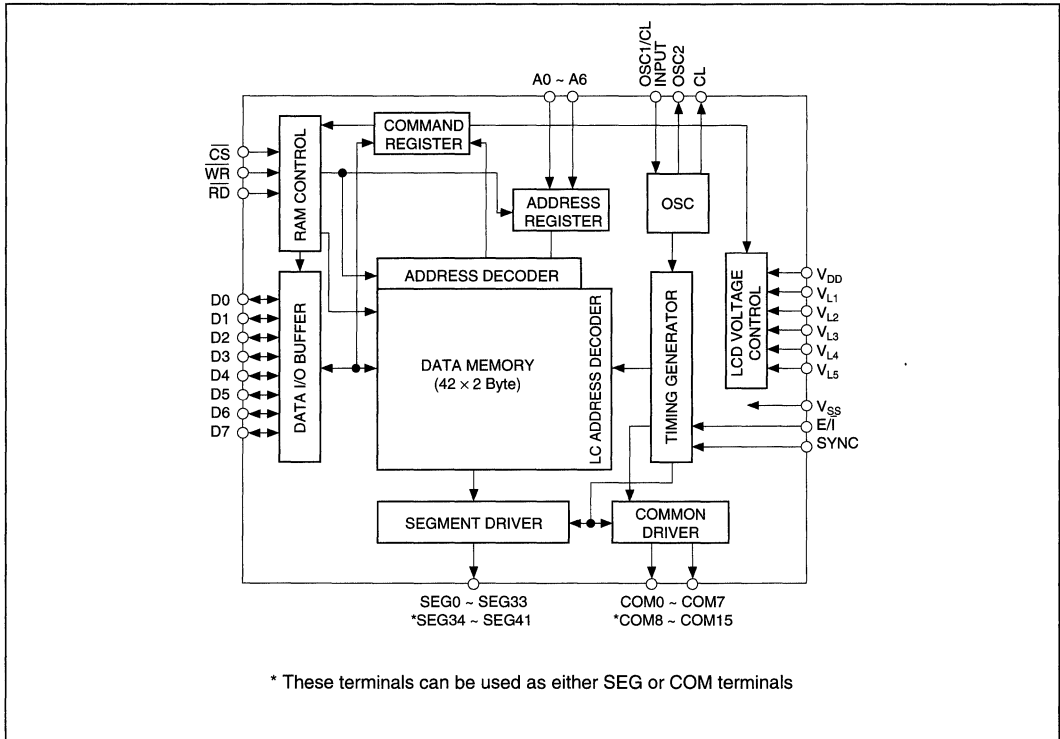 A0 ~ A6
OSC1/CL
INPUT
OSC2
CL
CS
WR
RD
RAM CONTROL
COMMAND
REGISTER
ADDRESS
REGISTER
OSC
ADDRESS DECODER
D0
D1
D2
D3
D4
D5
D6
D7
DATA I/O BUFFER
DATA MEMORY
(42 × 2 Byte)
LC ADDRESS DECODER
TIMING GENERATOR
LCD VOLTAGE
CONTROL
VDD
VL1
VL2
VL3
VL4
VL5
VSS
E/I
SYNC
SEGMENT DRIVER
COMMON
DRIVER
SEG0 ~ SEG33
*SEG34 ~ SEG41
COM0 ~ COM7
*COM8 ~ COM15
* These terminals can be used as either SEG or COM terminals